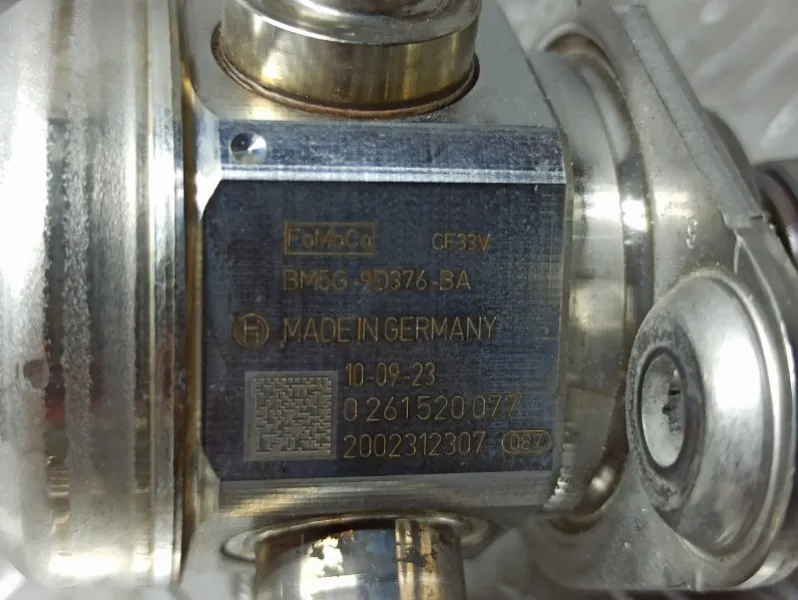 FoMoCo CF33V
BM5G-9D376-BA
H MADE IN GERMANY
10-09-23
0 261 520 077
2002312307 087